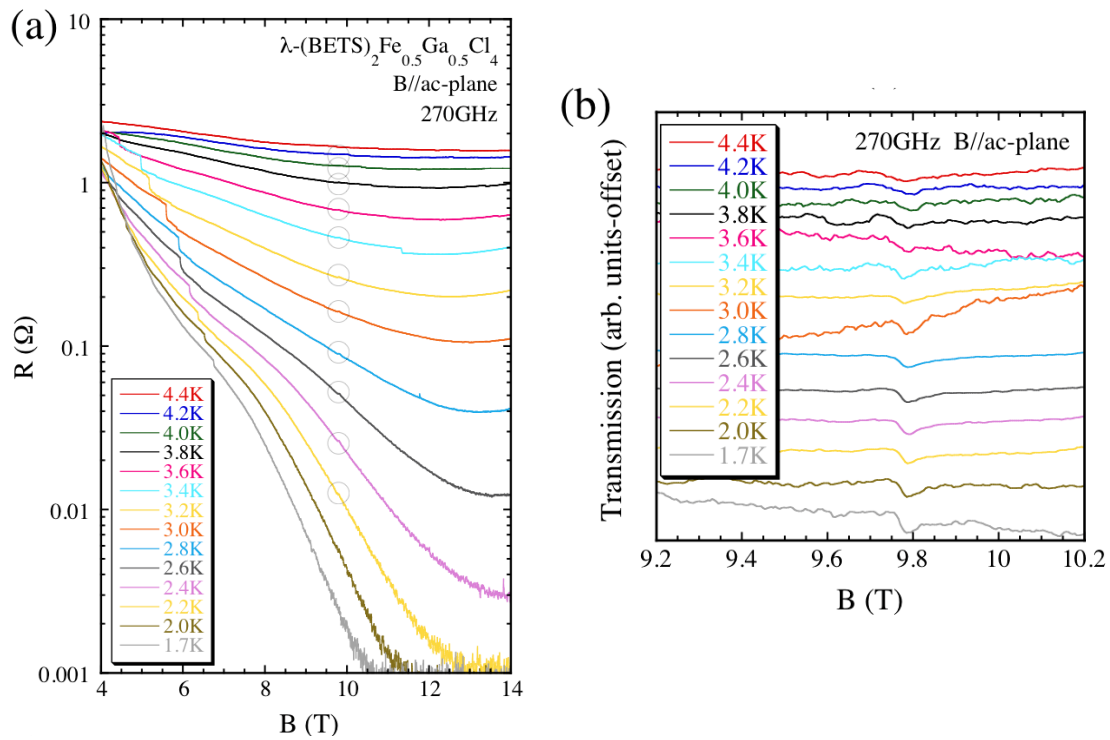 (a)
10
1
0.1
0.01
0.001
R (Ω)
λ-(BETS)₂Fe₀.₅Ga₀.₅Cl₄
B//ac-plane
270GHz
4.4K
4.2K
4.0K
3.8K
3.6K
3.4K
3.2K
3.0K
2.8K
2.6K
2.4K
2.2K
2.0K
1.7K
4 6 8 10 12 14
B (T)
(b)
Transmission (arb. units-offset)
270GHz B//ac-plane
4.4K
4.2K
4.0K
3.8K
3.6K
3.4K
3.2K
3.0K
2.8K
2.6K
2.4K
2.2K
2.0K
1.7K
9.2 9.4 9.6 9.8 10 10.2
B (T)